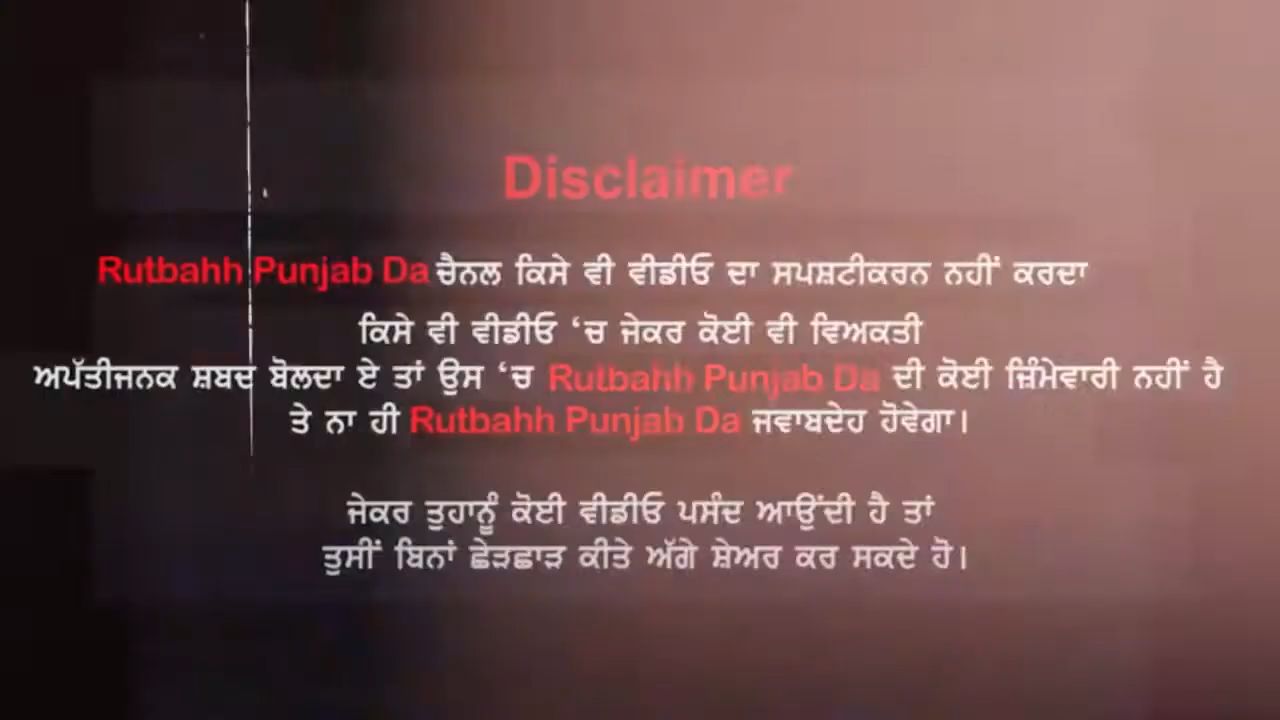 Disclaimer
Rutbahh Punjab Da ਚੈਨਲ ਕਿਸੇ ਵੀ ਵੀਡੀਓ ਦਾ ਸਪਸ਼ਟੀਕਰਨ ਨਹੀਂ ਕਰਦਾ
ਕਿਸੇ ਵੀ ਵੀਡੀਓ ‘ਚ ਜੇਕਰ ਕੋਈ ਵੀ ਵਿਅਕਤੀ
ਅਪੱਤੀਜਨਕ ਸ਼ਬਦ ਬੋਲਦਾ ਏ ਤਾਂ ਉਸ ‘ਚ Rutbahh Punjab Da ਦੀ ਕੋਈ ਜ਼ਿੰਮੇਵਾਰੀ ਨਹੀਂ ਹੈ
ਤੇ ਨਾ ਹੀ Rutbahh Punjab Da ਜਵਾਬਦੇਹ ਹੋਵੇਗਾ।
ਜੇਕਰ ਤੁਹਾਨੂੰ ਕੋਈ ਵੀਡੀਓ ਪਸੰਦ ਆਉਂਦੀ ਹੈ ਤਾਂ
ਤੁਸੀਂ ਬਿਨਾਂ ਛੇੜਛਾੜ ਕੀਤੇ ਅੱਗੇ ਸ਼ੇਅਰ ਕਰ ਸਕਦੇ ਹੋ।